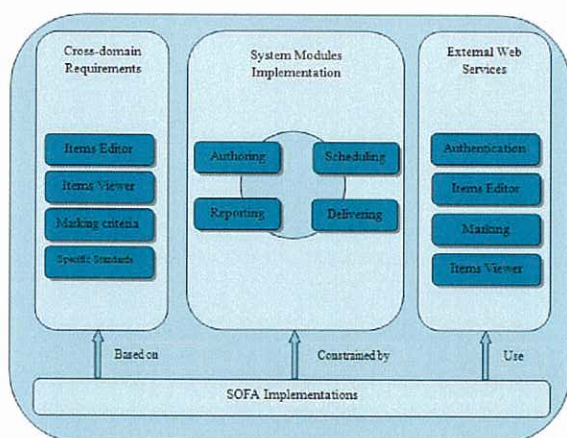 Cross-domain
Requirements
Items Editor
Items Viewer
Marking criteria
Specific Standards
System Modules
Implementation
Authoring
Scheduling
Reporting
Delivering
External Web
Services
Authentication
Items Editor
Marking
Items Viewer
Based on
Constrained by
Use
SOFA Implementations